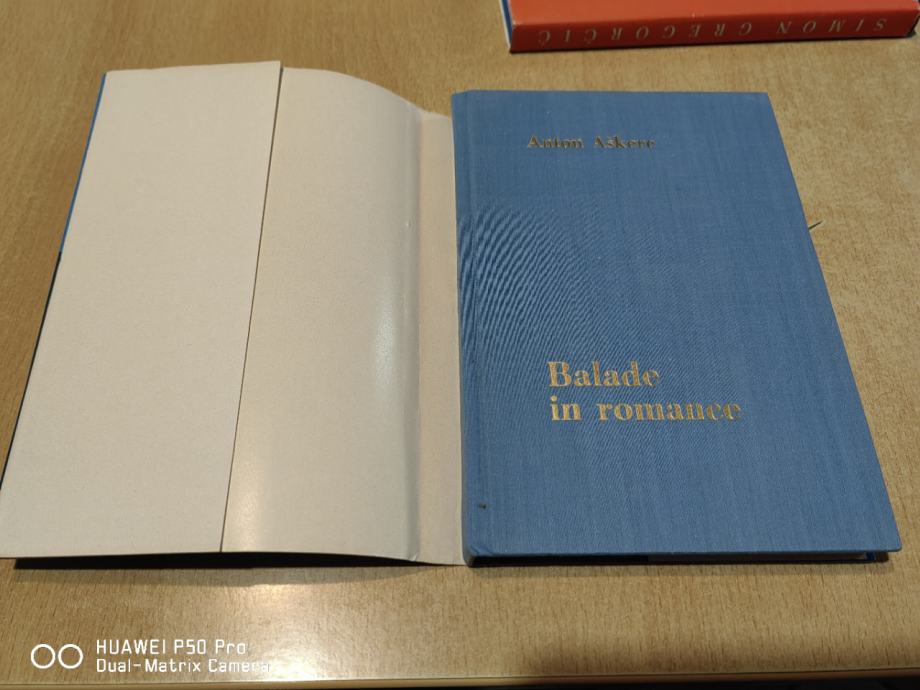 SIMON GREGORČIČ
Anton Aškerc
Balade
in romance
HUAWEI P50 Pro
Dual-Matrix Camera